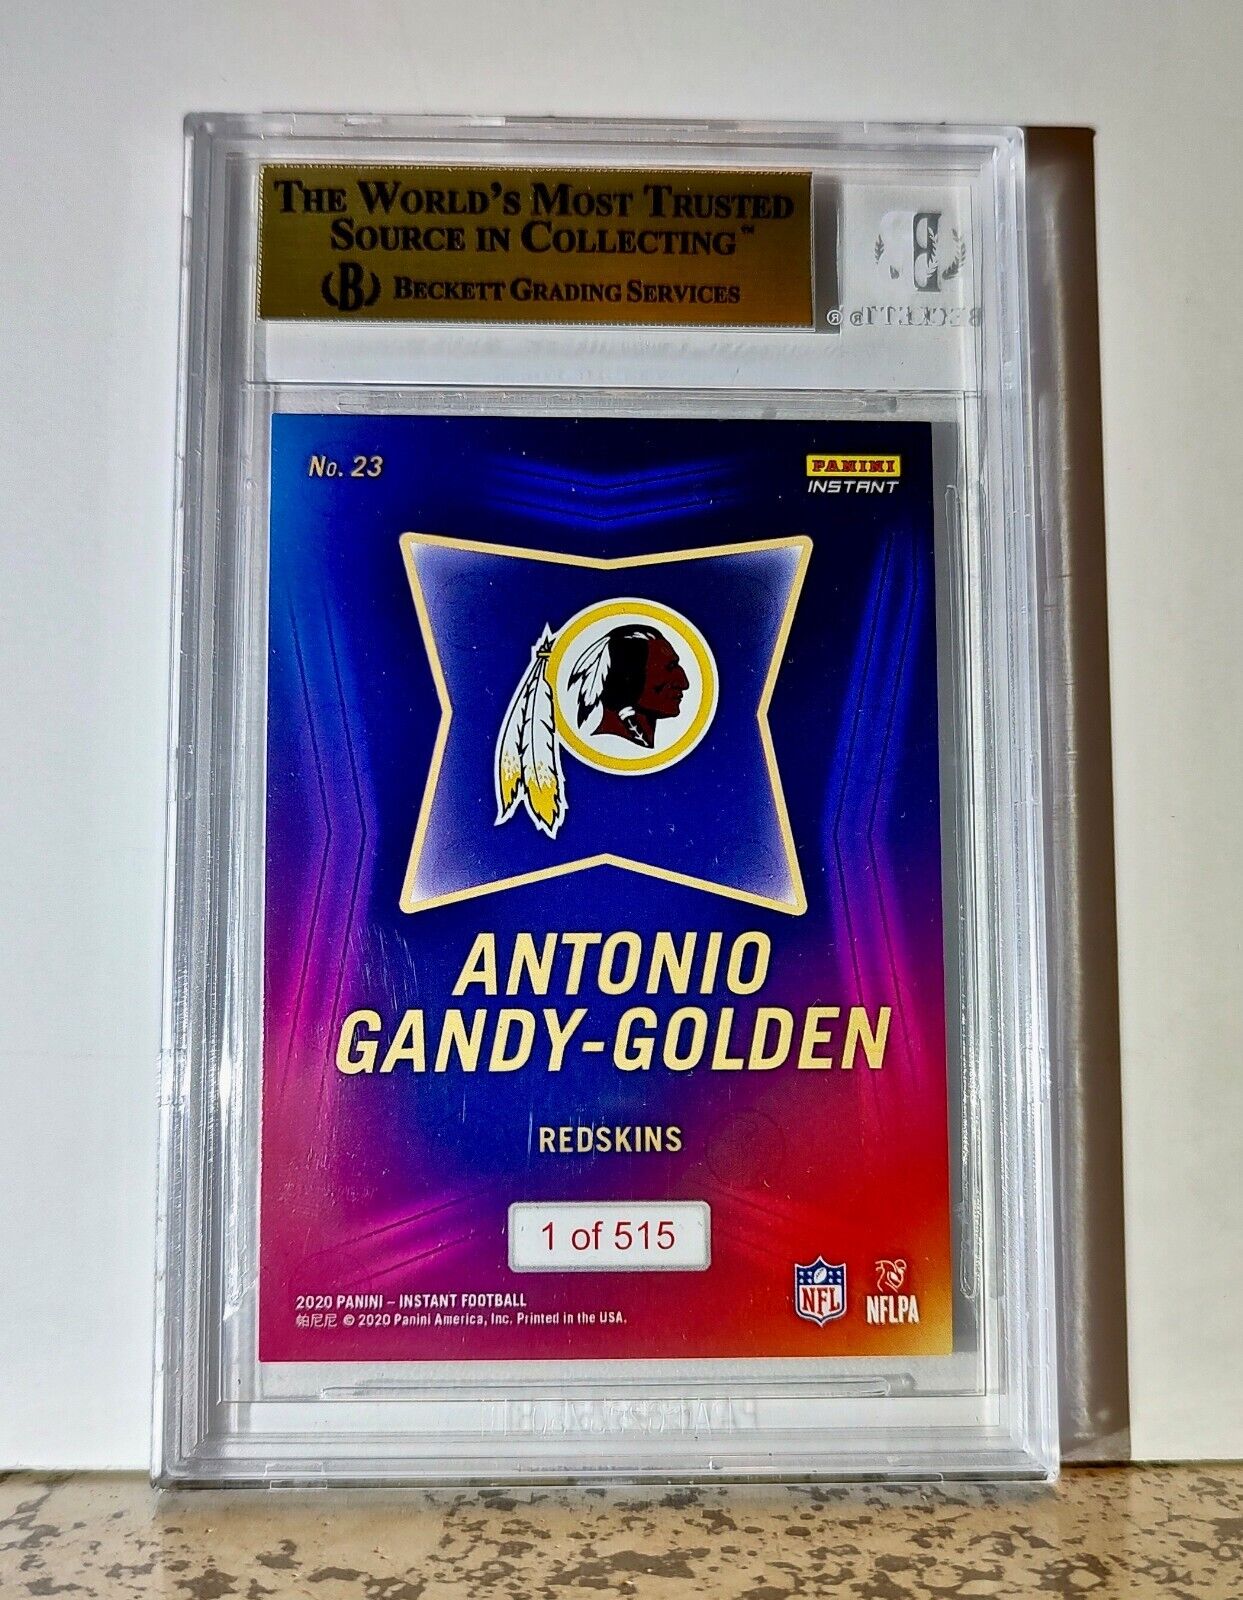 THE WORLD'S MOST TRUSTED
SOURCE IN COLLECTING™
B BECKETT GRADING SERVICES
B
BECKETT®
®
No. 23
PANINI
INSTANT
ANTONIO
GANDY-GOLDEN
REDSKINS
1 of 515
2020 PANINI – INSTANT FOOTBALL
帕尼尼 © 2020 Panini America, Inc. Printed in the USA.
NFL
NFLPA